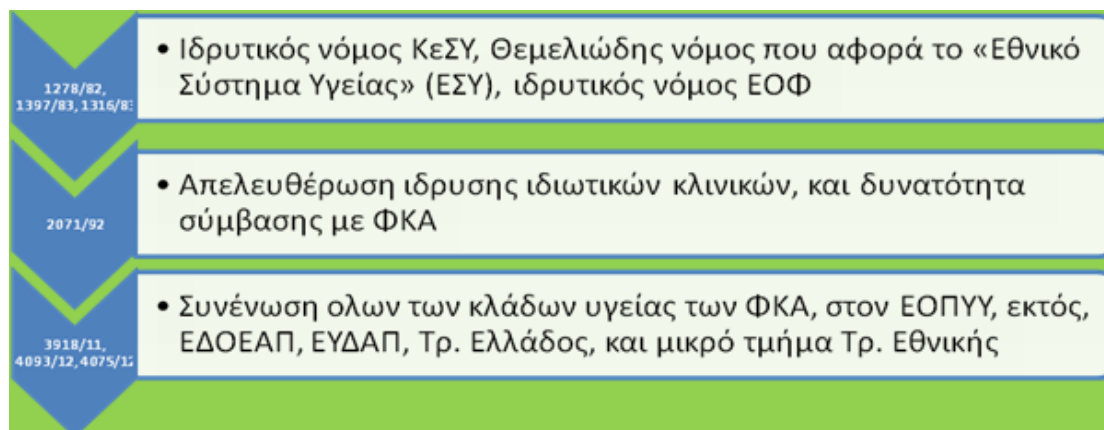 1278/82,
1397/83, 1316/83
• Ιδρυτικός νόμος ΚεΣΥ, Θεμελιώδης νόμος που αφορά το «Εθνικό
Σύστημα Υγείας» (ΕΣΥ), ιδρυτικός νόμος ΕΟΦ
2071/92
• Απελευθέρωση ιδρυσης ιδιωτικών κλινικών, και δυνατότητα
σύμβασης με ΦΚΑ
3918/11,
4093/12,4075/12
• Συνένωση ολων των κλάδων υγείας των ΦΚΑ, στον ΕΟΠΥΥ, εκτός,
ΕΔΟΕΑΠ, ΕΥΔΑΠ, Τρ. Ελλάδος, και μικρό τμήμα Τρ. Εθνικής